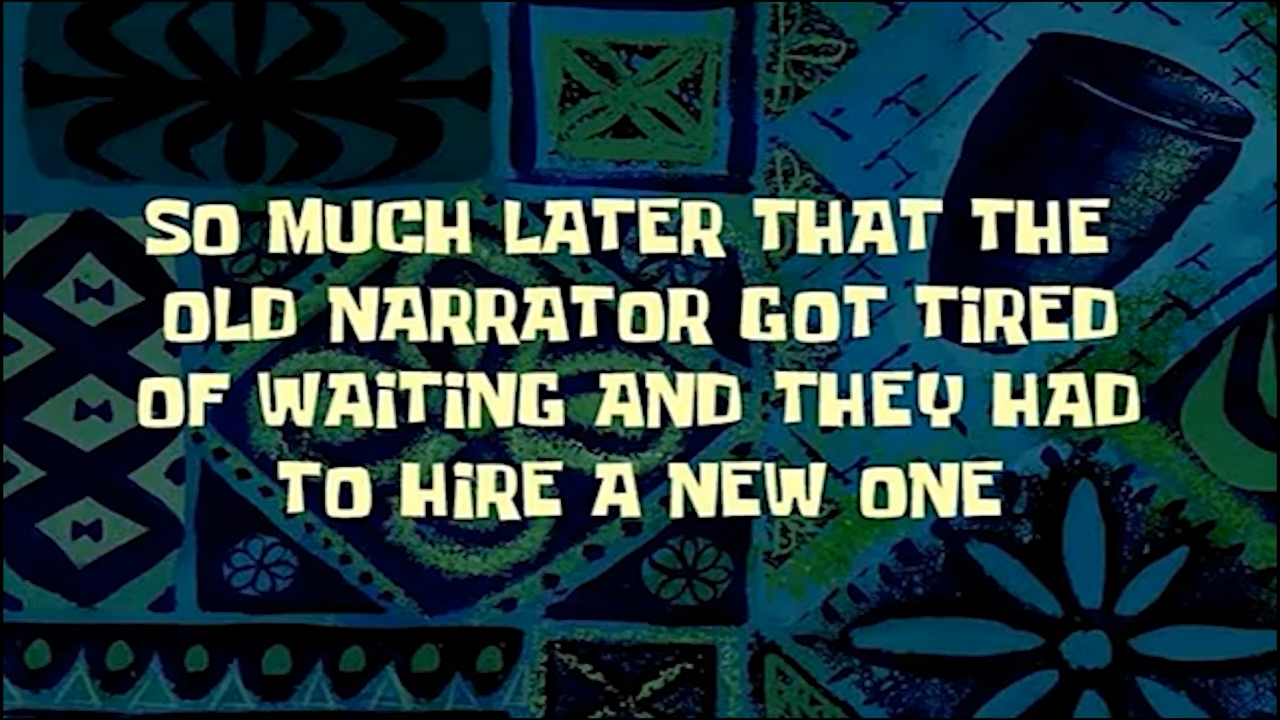 SO MUCH LATER THAT THE
OLD NARRATOR GOT TiRED
OF WAiTiNG AND THEY HAD
TO HiRE A NEW ONE